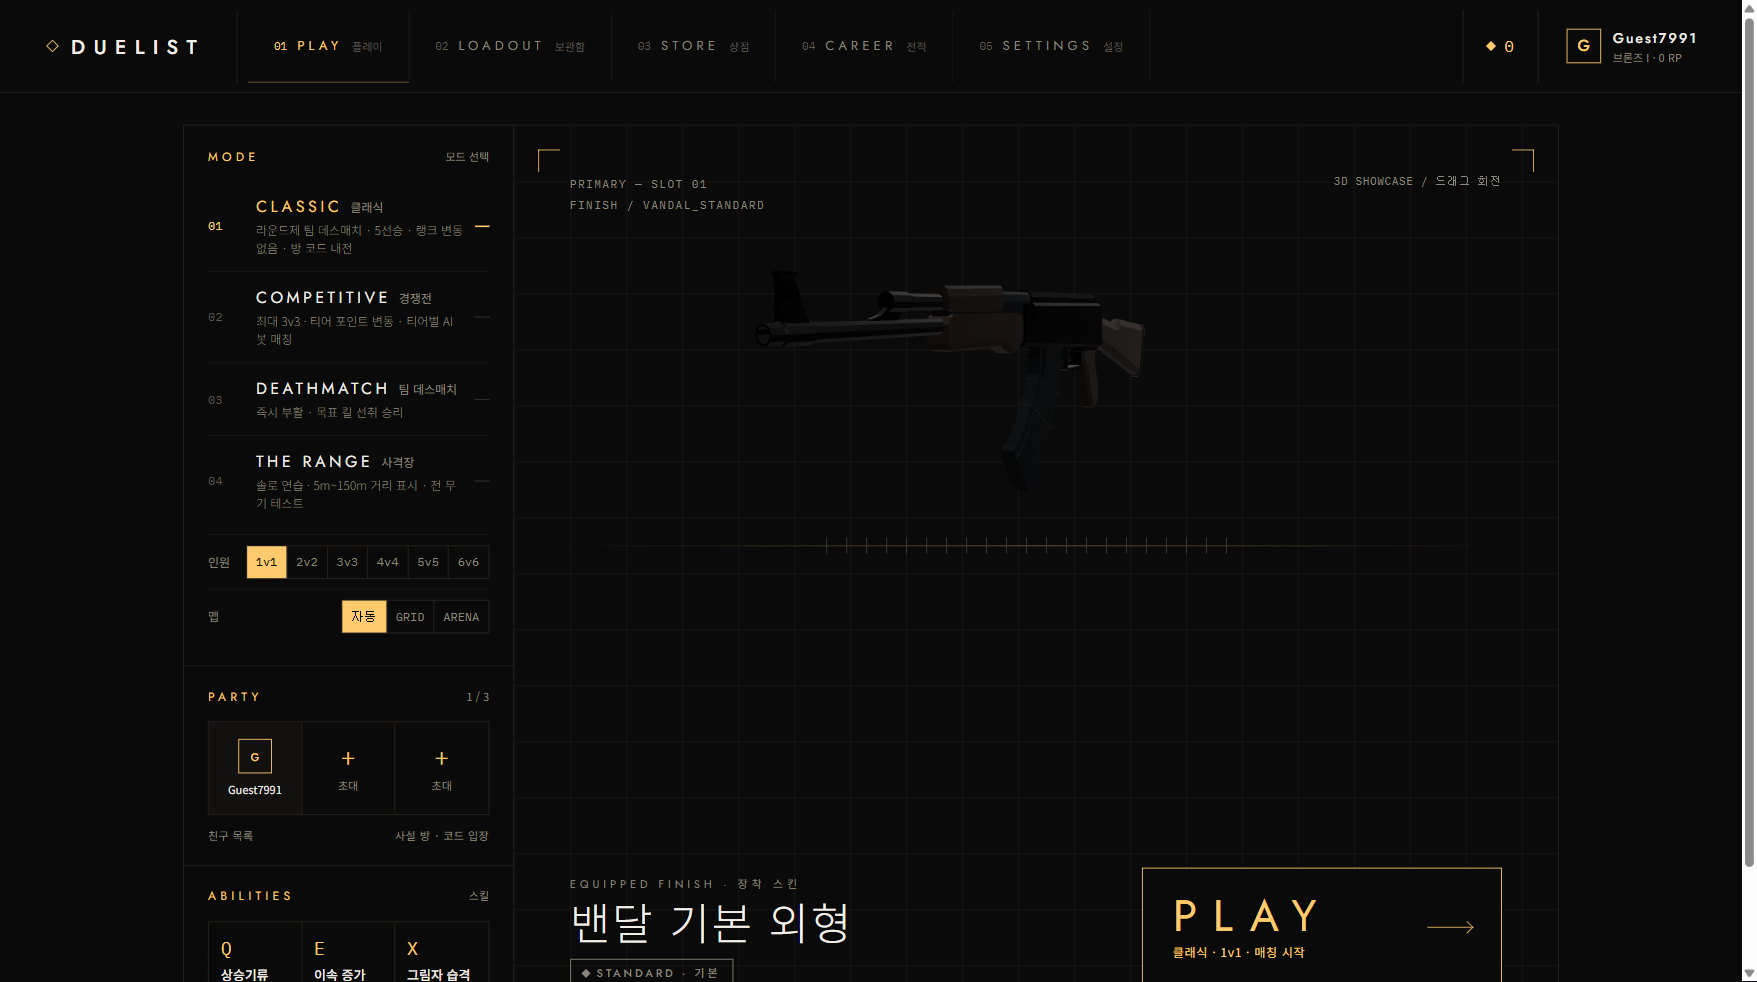 DUELIST
01 PLAY 플레이
02 LOADOUT 보관함
03 STORE 상점
04 CAREER 전적
05 SETTINGS 설정
0
G
Guest7991
브론즈 I · 0 RP
MODE 모드 선택
01
CLASSIC 클래식
라운드제 팀 데스매치 · 5선승 · 랭크 변동
없음 · 방 코드 내전
02
COMPETITIVE 경쟁전
최대 3v3 · 티어 포인트 변동 · 티어별 AI
봇 매칭
03
DEATHMATCH 팀 데스매치
즉시 부활 · 목표 킬 선취 승리
04
THE RANGE 사격장
솔로 연습 · 5m~150m 거리 표시 · 전 무
기 테스트
인원 1v1 2v2 3v3 4v4 5v5 6v6
맵 자동 GRID ARENA
PARTY 1/3
G
Guest7991
+
초대
+
초대
친구 목록 사설 방 · 코드 입장
ABILITIES 스킬
Q
상승기류
E
이속 증가
X
그림자 습격
PRIMARY — SLOT 01
FINISH / VANDAL_STANDARD
3D SHOWCASE / 드래그 회전
EQUIPPED FINISH · 장착 스킨
밴달 기본 외형
◆ STANDARD · 기본
PLAY
클래식 · 1v1 · 매칭 시작